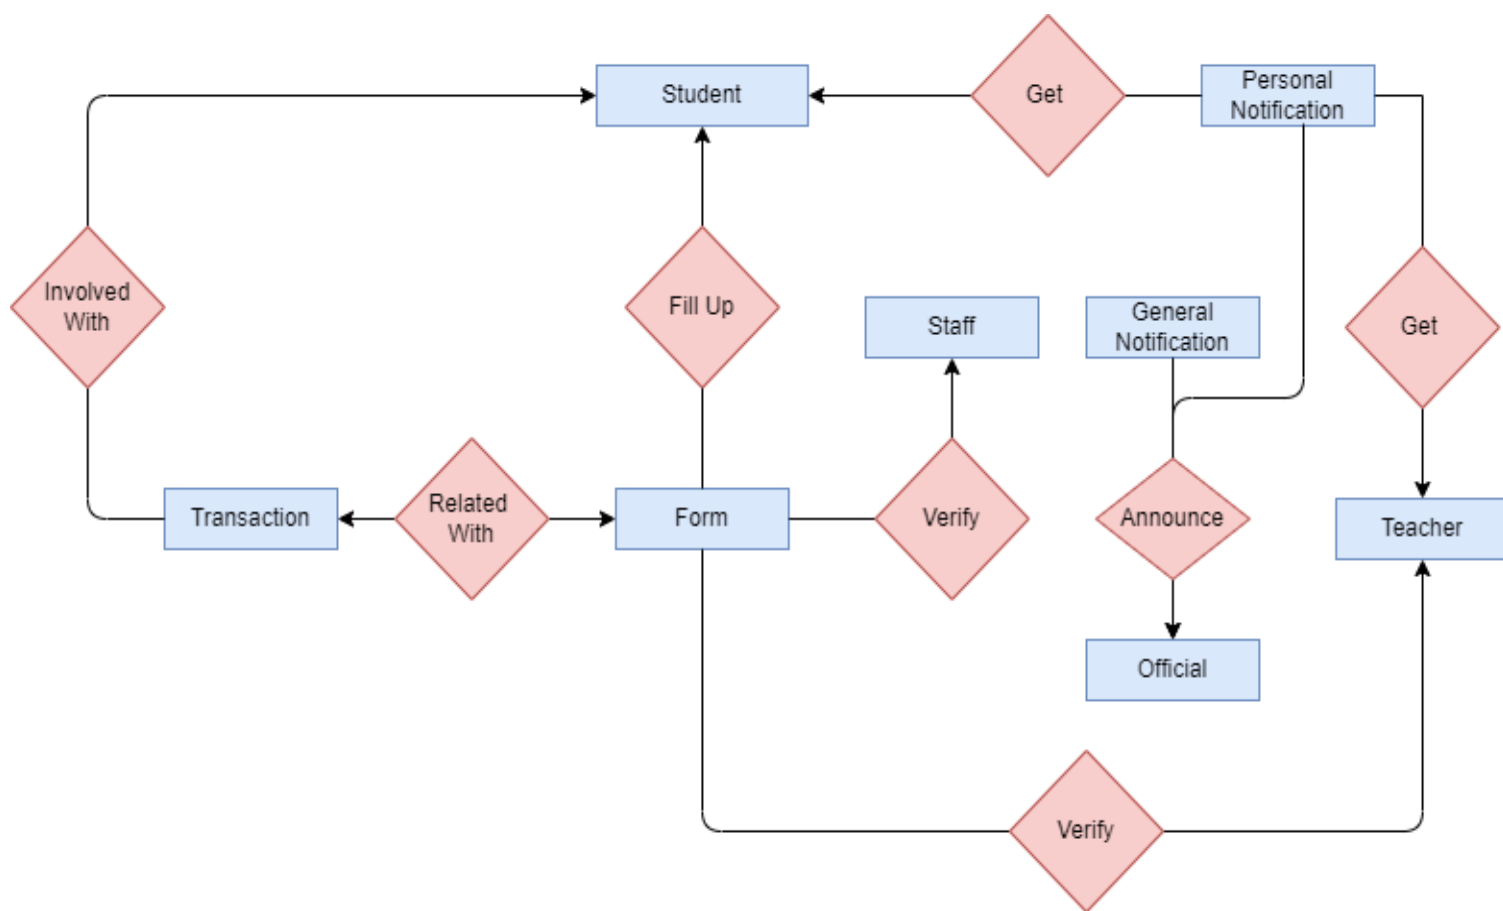 Student
Get
Personal
Notification
Involved
With
Fill Up
Staff
General
Notification
Get
Transaction
Related
With
Form
Verify
Announce
Teacher
Official
Verify